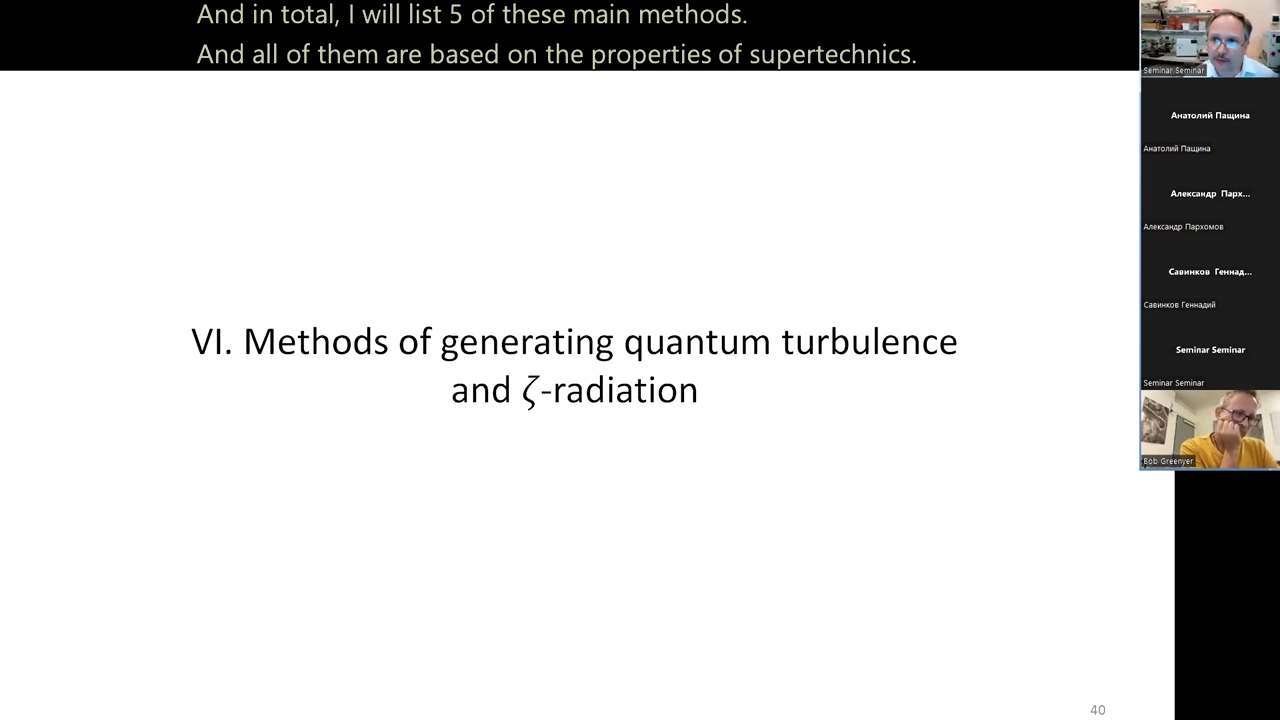 And in total, I will list 5 of these main methods.
And all of them are based on the properties of supertechnics.
Seminar Seminar
Анатолий Пащина
Анатолий Пащина
Александр Парх...
Александр Пархомов
Савинков Геннад...
Савинков Геннадий
Seminar Seminar
Seminar Seminar
Bob Greenyer
VI. Methods of generating quantum turbulence
and ζ-radiation
40